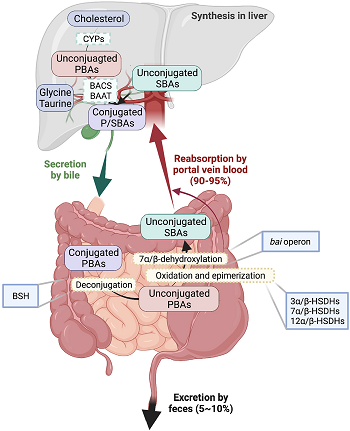 Cholesterol
Synthesis in liver
CYPs
Unconjuagted
PBAs
Unconjugated
SBAs
Glycine
Taurine
BACS
BAAT
Conjugated
P/SBAs
Secretion
by bile
Reabsorption by
portal vein blood
(90-95%)
Unconjugated
SBAs
bai operon
Conjugated
PBAs
7α/β-dehydroxylation
Oxidation and epimerization
Deconjugation
BSH
Unconjugated
PBAs
3α/β-HSDHs
7α/β-HSDHs
12α/β-HSDHs
Excretion by
feces (5~10%)